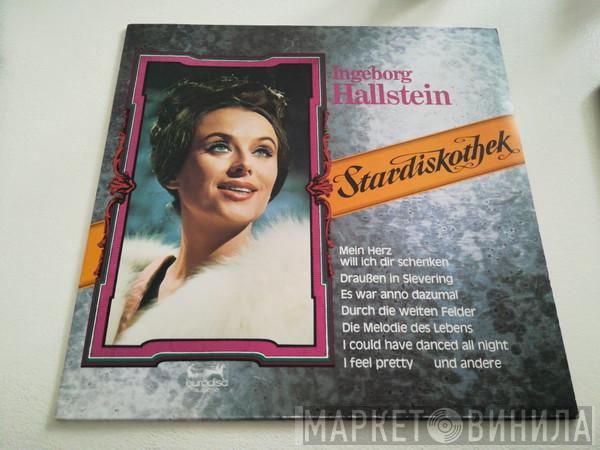 Ingeborg
Hallstein
Stardiskothek
Mein Herz
will ich dir schenken
Draußen in Sievering
Es war anno dazumal
Durch die weiten Felder
Die Melodie des Lebens
I could have danced all night
I feel pretty und andere
eurodisc
МАРКЕТ ВИНИЛА